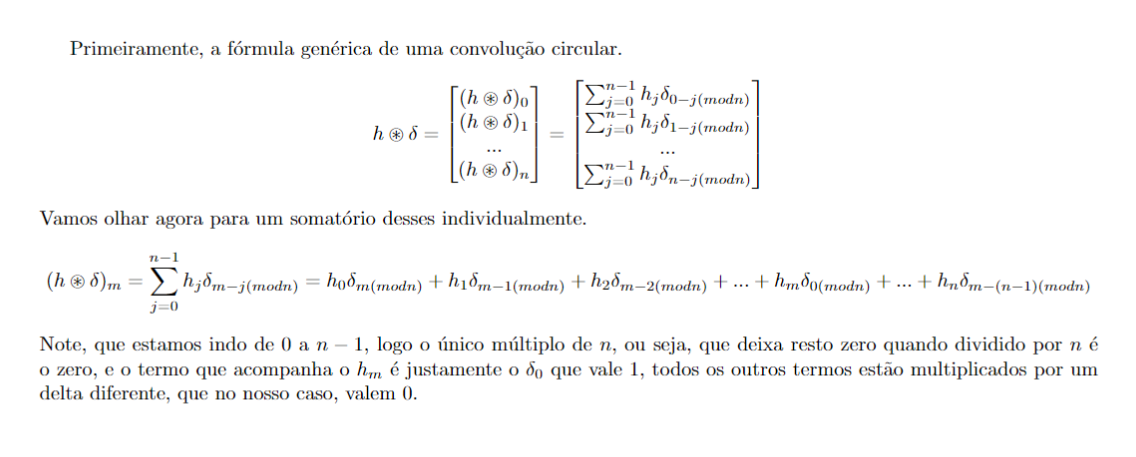 Primeiramente, a fórmula genérica de uma convolução circular.
$h \circledast \delta = \begin{bmatrix} (h \circledast \delta)_0 \\ (h \circledast \delta)_1 \\ ... \\ (h \circledast \delta)_n \end{bmatrix} = \begin{bmatrix} \sum_{j=0}^{n-1} h_j \delta_{0-j(modn)} \\ \sum_{j=0}^{n-1} h_j \delta_{1-j(modn)} \\ ... \\ \sum_{j=0}^{n-1} h_j \delta_{n-j(modn)} \end{bmatrix}$
Vamos olhar agora para um somatório desses individualmente.
$(h \circledast \delta)_m = \sum_{j=0}^{n-1} h_j \delta_{m-j(modn)} = h_0 \delta_{m(modn)} + h_1 \delta_{m-1(modn)} + h_2 \delta_{m-2(modn)} + ... + h_m \delta_{0(modn)} + ... + h_n \delta_{m-(n-1)(modn)}$
Note, que estamos indo de 0 a $n - 1$, logo o único múltiplo de $n$, ou seja, que deixa resto zero quando dividido por $n$ é
o zero, e o termo que acompanha o $h_m$ é justamente o $\delta_0$ que vale 1, todos os outros termos estão multiplicados por um
delta diferente, que no nosso caso, valem 0.